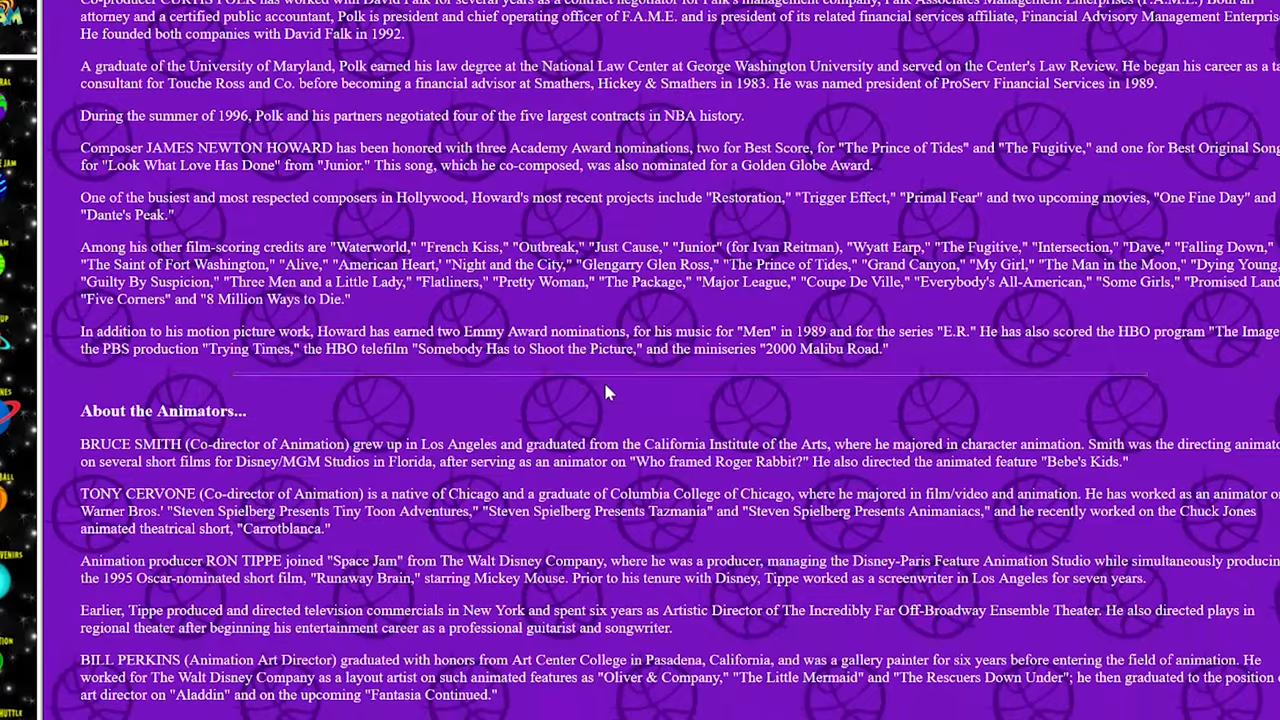 Co-producer CURTIS POLK has worked with David Falk for several years as a contract negotiator for Falk's management company, Falk Associates Management Enterprises (F.A.M.E.) Both an
attorney and a certified public accountant, Polk is president and chief operating officer of F.A.M.E. and is president of its related financial services affiliate, Financial Advisory Management Enterprise
He founded both companies with David Falk in 1992.
A graduate of the University of Maryland, Polk earned his law degree at the National Law Center at George Washington University and served on the Center's Law Review. He began his career as a ta
consultant for Touche Ross and Co. before becoming a financial advisor at Smathers, Hickey & Smathers in 1983. He was named president of ProServ Financial Services in 1989.
During the summer of 1996, Polk and his partners negotiated four of the five largest contracts in NBA history.
Composer JAMES NEWTON HOWARD has been honored with three Academy Award nominations, two for Best Score, for "The Prince of Tides" and "The Fugitive," and one for Best Original Song
for "Look What Love Has Done" from "Junior." This song, which he co-composed, was also nominated for a Golden Globe Award.
One of the busiest and most respected composers in Hollywood, Howard's most recent projects include "Restoration," "Trigger Effect," "Primal Fear" and two upcoming movies, "One Fine Day" and
"Dante's Peak."
Among his other film-scoring credits are "Waterworld," "French Kiss," "Outbreak," "Just Cause," "Junior" (for Ivan Reitman), "Wyatt Earp," "The Fugitive," "Intersection," "Dave," "Falling Down,"
"The Saint of Fort Washington," "Alive," "American Heart,' "Night and the City," "Glengarry Glen Ross," "The Prince of Tides," "Grand Canyon," "My Girl," "The Man in the Moon," "Dying Young,
"Guilty By Suspicion," "Three Men and a Little Lady," "Flatliners," "Pretty Woman," "The Package," "Major League," "Coupe De Ville," "Everybody's All-American," "Some Girls," "Promised Land
"Five Corners" and "8 Million Ways to Die."
In addition to his motion picture work, Howard has earned two Emmy Award nominations, for his music for "Men" in 1989 and for the series "E.R." He has also scored the HBO program "The Image
the PBS production "Trying Times," the HBO telefilm "Somebody Has to Shoot the Picture," and the miniseries "2000 Malibu Road."
About the Animators...
BRUCE SMITH (Co-director of Animation) grew up in Los Angeles and graduated from the California Institute of the Arts, where he majored in character animation. Smith was the directing animato
on several short films for Disney/MGM Studios in Florida, after serving as an animator on "Who framed Roger Rabbit?" He also directed the animated feature "Bebe's Kids."
TONY CERVONE (Co-director of Animation) is a native of Chicago and a graduate of Columbia College of Chicago, where he majored in film/video and animation. He has worked as an animator on
Warner Bros.' "Steven Spielberg Presents Tiny Toon Adventures," "Steven Spielberg Presents Tazmania" and "Steven Spielberg Presents Animaniacs," and he recently worked on the Chuck Jones
animated theatrical short, "Carrotblanca."
Animation producer RON TIPPE joined "Space Jam" from The Walt Disney Company, where he was a producer, managing the Disney-Paris Feature Animation Studio while simultaneously producin
the 1995 Oscar-nominated short film, "Runaway Brain," starring Mickey Mouse. Prior to his tenure with Disney, Tippe worked as a screenwriter in Los Angeles for seven years.
Earlier, Tippe produced and directed television commercials in New York and spent six years as Artistic Director of The Incredibly Far Off-Broadway Ensemble Theater. He also directed plays in
regional theater after beginning his entertainment career as a professional guitarist and songwriter.
BILL PERKINS (Animation Art Director) graduated with honors from Art Center College in Pasadena, California, and was a gallery painter for six years before entering the field of animation. He
worked for The Walt Disney Company as a layout artist on such animated features as "Oliver & Company," "The Little Mermaid" and "The Rescuers Down Under"; he then graduated to the position o
art director on "Aladdin" and on the upcoming "Fantasia Continued."